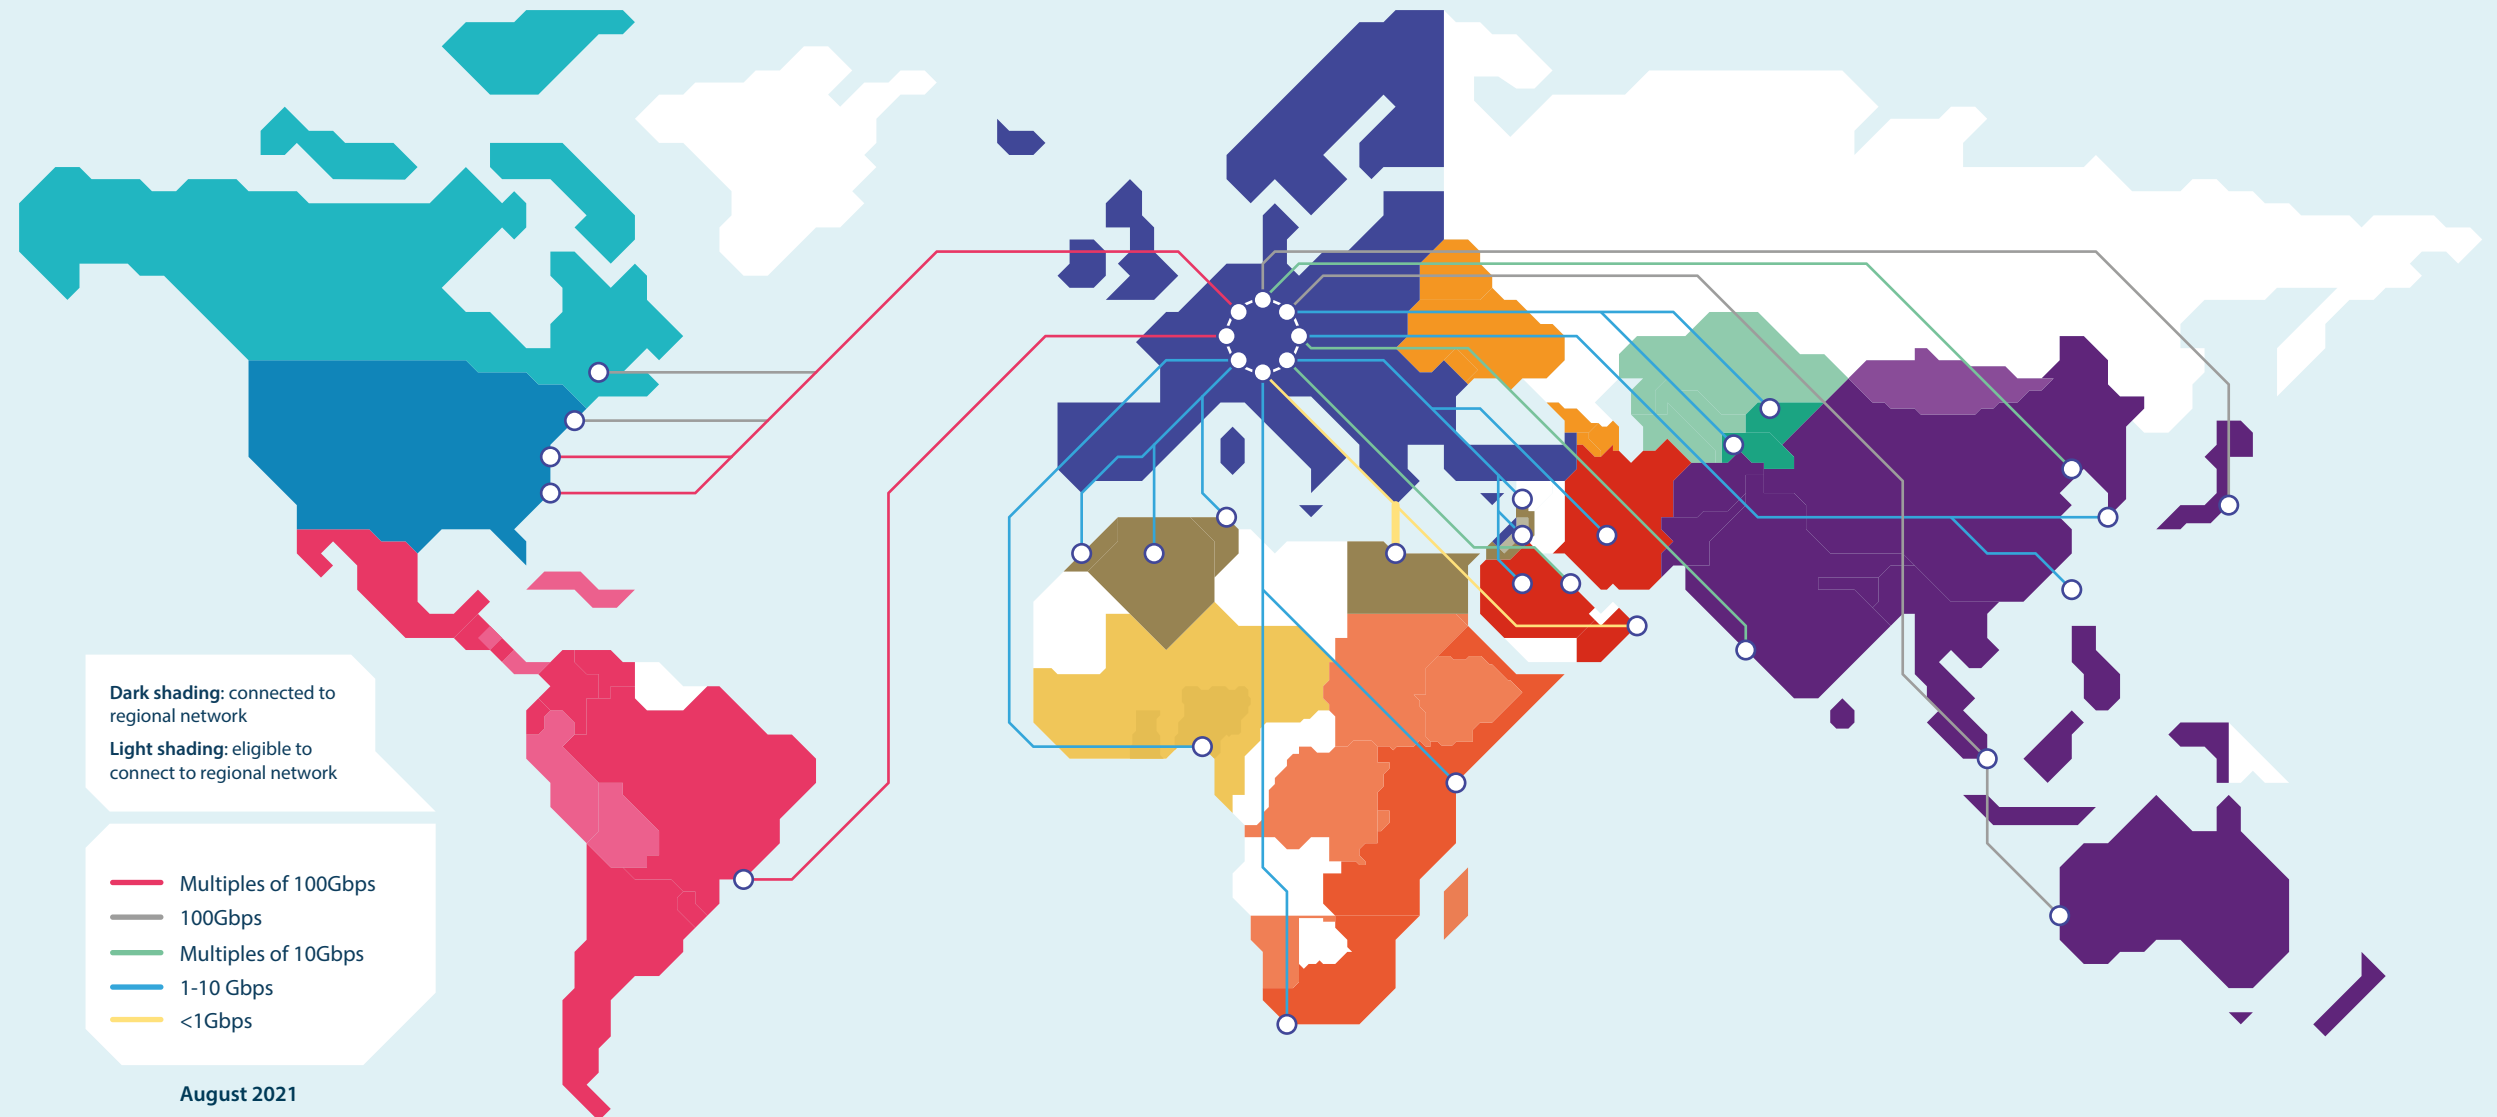 Dark shading: connected to
regional network
Light shading: eligible to
connect to regional network
Multiples of 100Gbps
100Gbps
Multiples of 10Gbps
1-10 Gbps
<1Gbps
August 2021